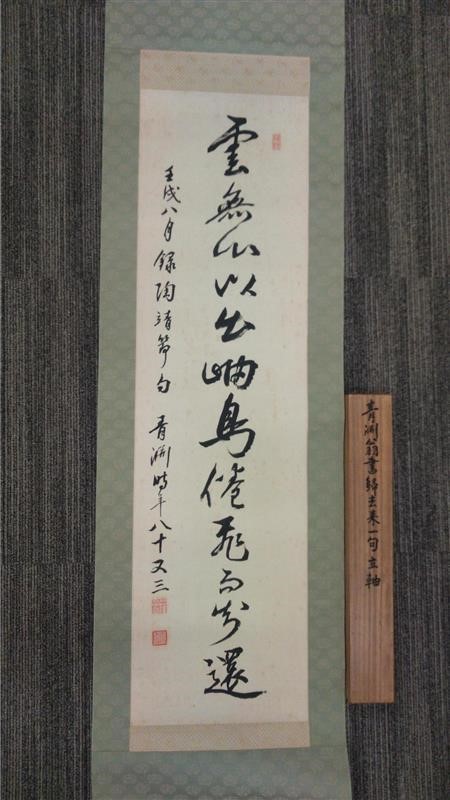 雲無心以出岫鳥倦飛而知還
壬戌八月録陶靖節句 青渊時年八十又三
青渊翁書歸去来一句立軸